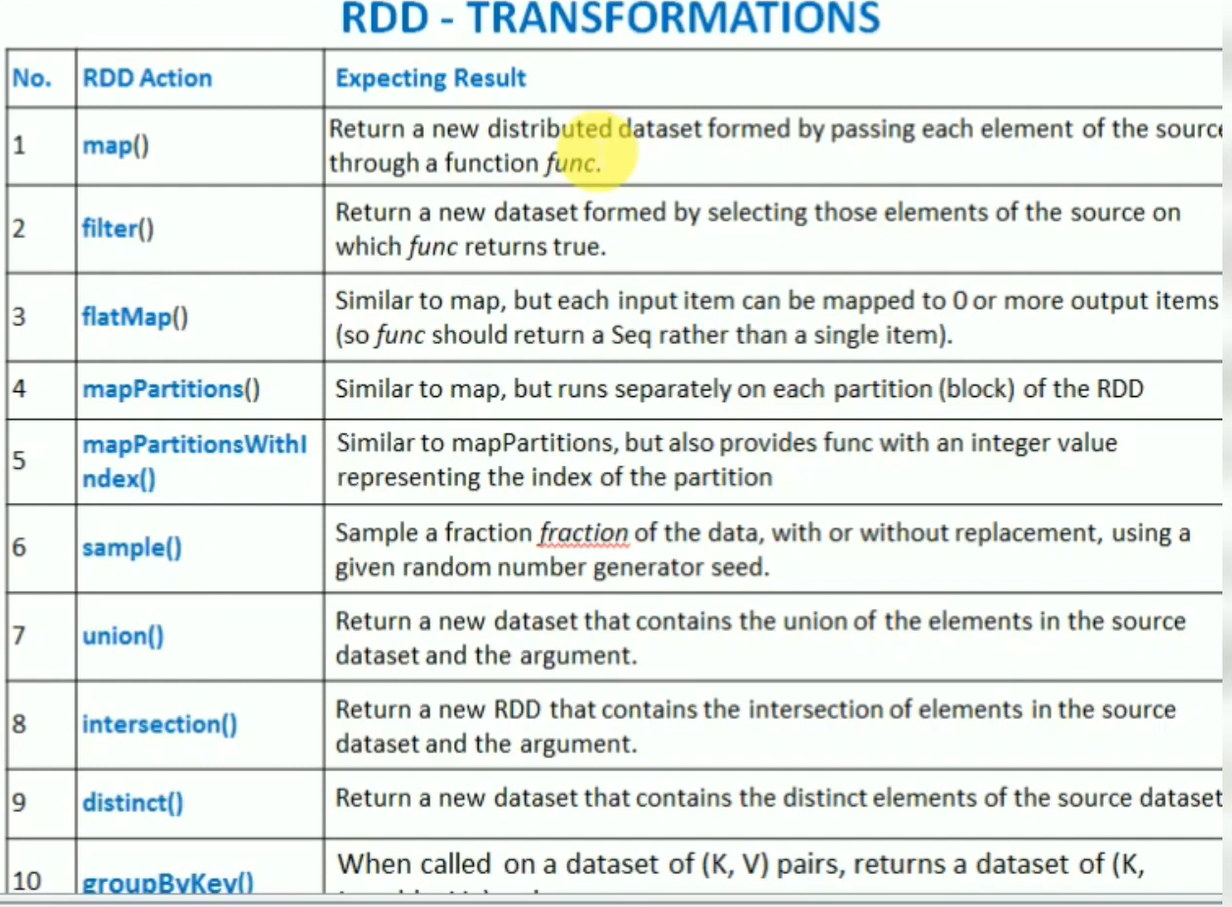 RDD - TRANSFORMATIONS
No. RDD Action Expecting Result
1 map() Return a new distributed dataset formed by passing each element of the source
through a function func.
2 filter() Return a new dataset formed by selecting those elements of the source on
which func returns true.
3 flatMap() Similar to map, but each input item can be mapped to 0 or more output items
(so func should return a Seq rather than a single item).
4 mapPartitions() Similar to map, but runs separately on each partition (block) of the RDD
5 mapPartitionsWithI
ndex()
Similar to mapPartitions, but also provides func with an integer value
representing the index of the partition
6 sample() Sample a fraction fraction of the data, with or without replacement, using a
given random number generator seed.
7 union() Return a new dataset that contains the union of the elements in the source
dataset and the argument.
8 intersection() Return a new RDD that contains the intersection of elements in the source
dataset and the argument.
9 distinct() Return a new dataset that contains the distinct elements of the source dataset
10 groupByKey() When called on a dataset of (K, V) pairs, returns a dataset of (K,